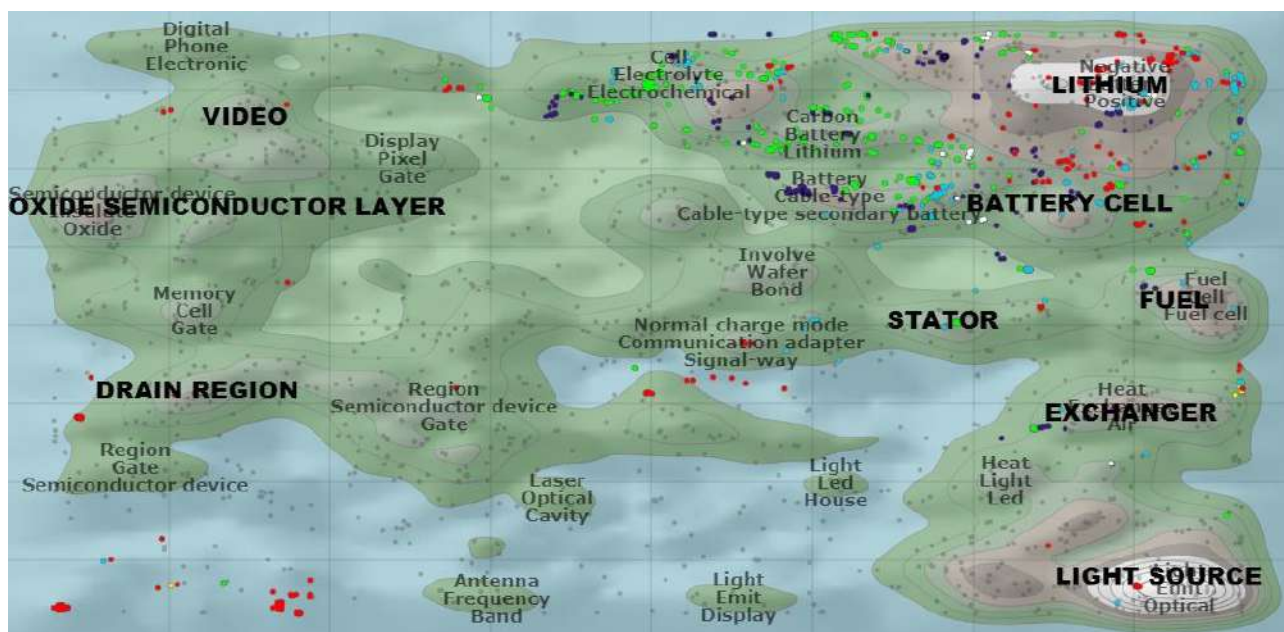 Digital
Phone
Electronic
Cell
Electrolyte
Electrochemical
Negative
LITHIUM
Positive
VIDEO
Carbon
Battery
Lithium
Display
Pixel
Gate
Battery
Cable-type
Cable-type secondary battery
BATTERY CELL
Semiconductor device
OXIDE SEMICONDUCTOR LAYER
Oxide
Involve
Wafer
Bond
Memory
Cell
Gate
Fuel
FUEL
Cell
Fuel cell
STATOR
Normal charge mode
Communication adapter
Signal-way
DRAIN REGION
Region
Semiconductor device
Gate
Heat
EXCHANGER
Air
Region
Gate
Semiconductor device
Laser
Optical
Cavity
Light
Led
House
Heat
Light
Led
Antenna
Frequency
Band
Light
Emit
Display
LIGHT SOURCE
Light
Emit
Optical